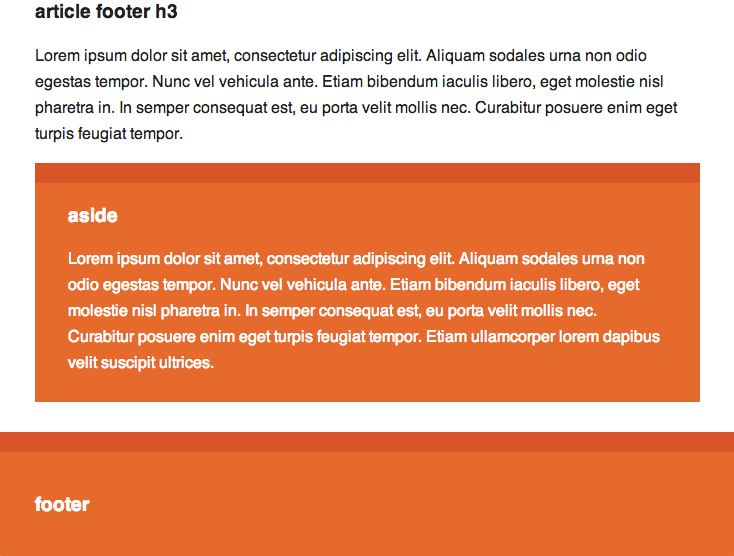 article footer h3
Lorem ipsum dolor sit amet, consectetur adipiscing elit. Aliquam sodales urna non odio
egestas tempor. Nunc vel vehicula ante. Etiam bibendum iaculis libero, eget molestie nisl
pharetra in. In semper consequat est, eu porta velit mollis nec. Curabitur posuere enim eget
turpis feugiat tempor.
aside
Lorem ipsum dolor sit amet, consectetur adipiscing elit. Aliquam sodales urna non
odio egestas tempor. Nunc vel vehicula ante. Etiam bibendum iaculis libero, eget
molestie nisl pharetra in. In semper consequat est, eu porta velit mollis nec.
Curabitur posuere enim eget turpis feugiat tempor. Etiam ullamcorper lorem dapibus
velit suscipit ultrices.
footer